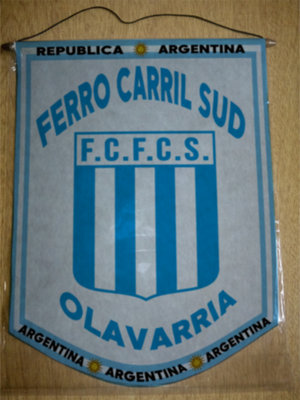 REPUBLICA ARGENTINA
FERRO CARRIL SUD
F.C.F.C.S.
OLAVARRIA
ARGENTINA ARGENTINA ARGENTINA